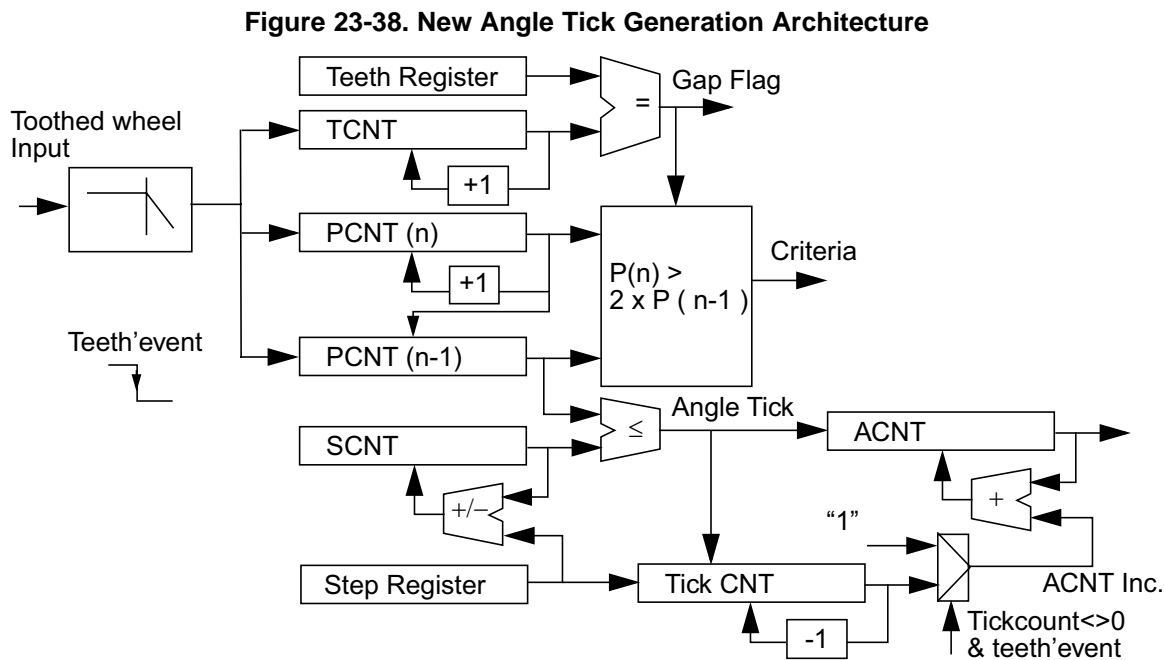 Figure 23-38. New Angle Tick Generation Architecture
Teeth Register
Gap Flag
=
Toothed wheel
Input
TCNT
+1
PCNT (n)
Criteria
P(n) >
2 x P ( n-1 )
+1
Teeth'event
PCNT (n-1)
Angle Tick
≤
SCNT
ACNT
+/−
+
"1"
Step Register
Tick CNT
ACNT Inc.
-1
Tickcount<>0
& teeth'event